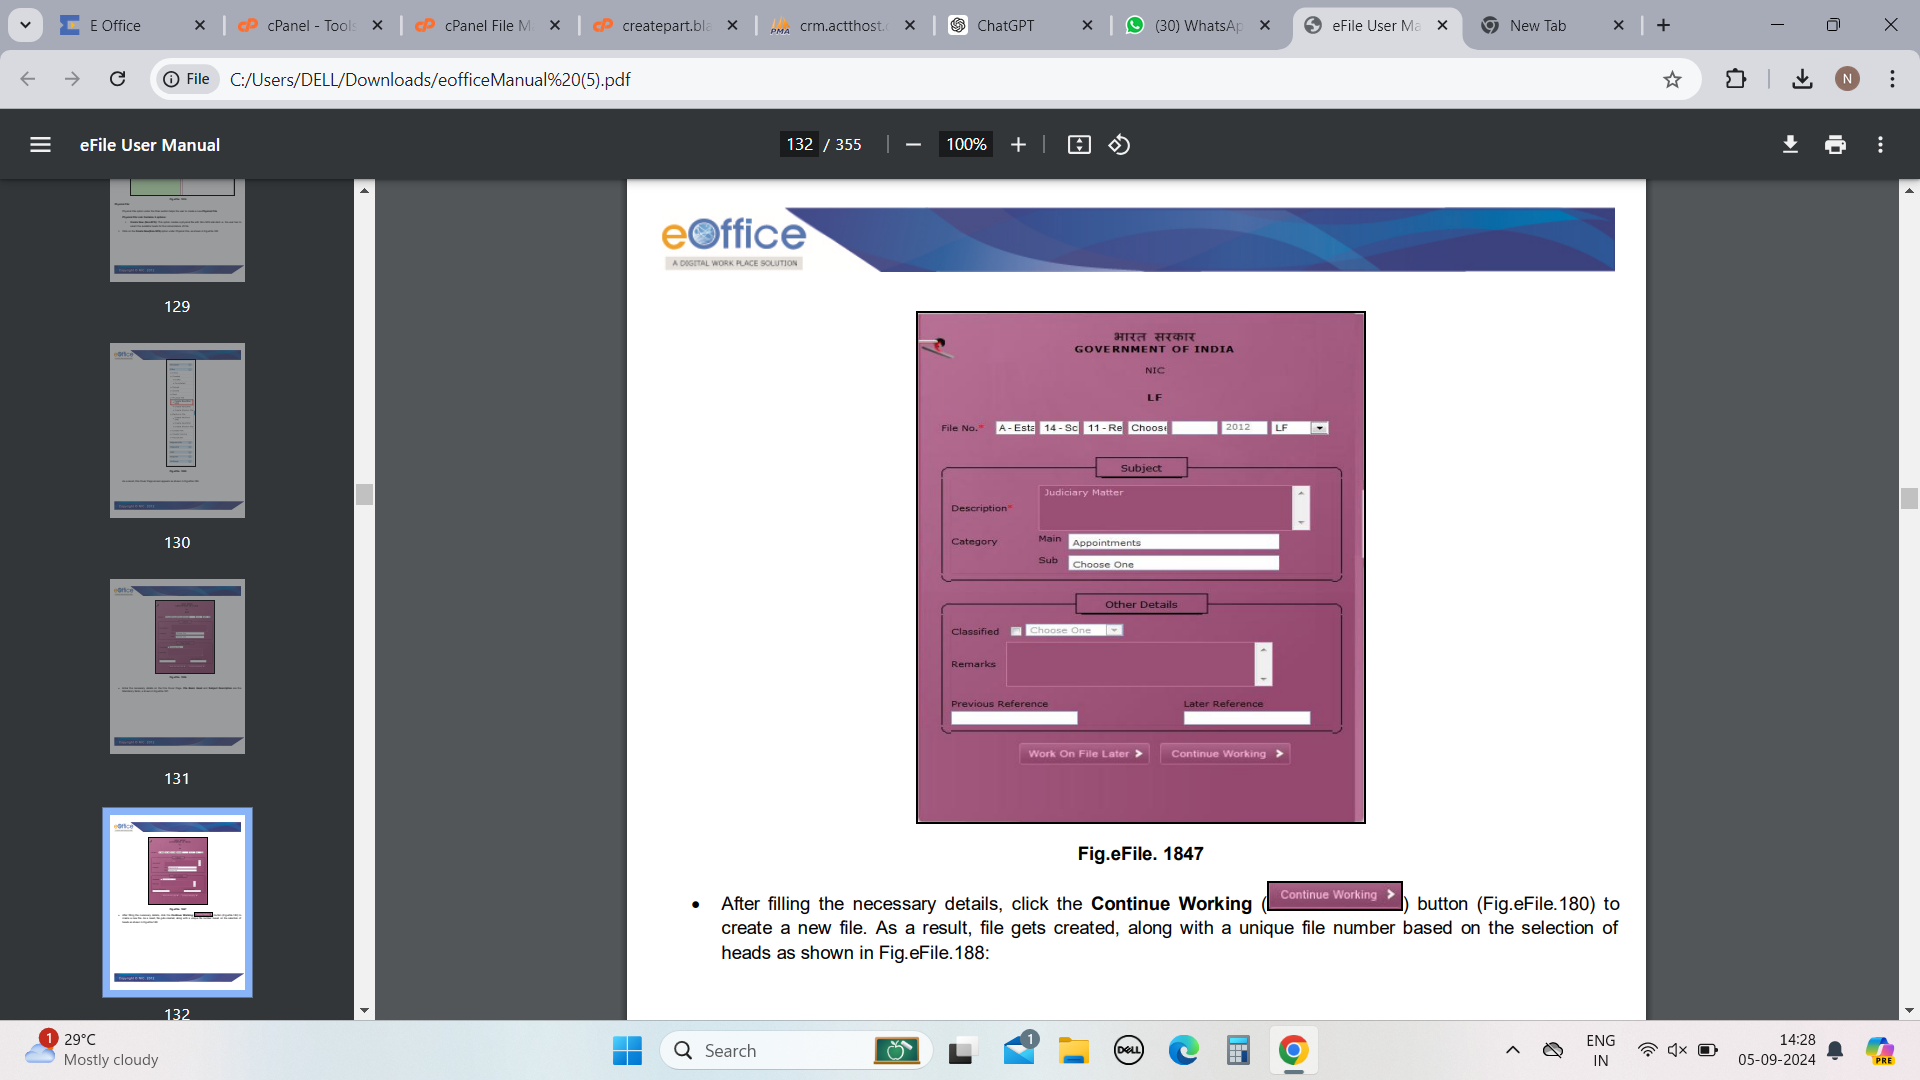 E Office
cPanel - Tools
cPanel File M
createpart.bla
crm.actthost.
ChatGPT
(30) WhatsAp
eFile User Ma
New Tab
File
C:/Users/DELL/Downloads/eofficeManual%20(5).pdf
N
eFile User Manual
132 / 355
100%
129
130
131
132
eOffice
A DIGITAL WORK PLACE SOLUTION
भारत सरकार
GOVERNMENT OF INDIA
NIC
LF
File No.* A - Esta 14 - Sc 11 - Re Choose 2012 LF
Subject
Judiciary Matter
Description*
Category Main Appointments
Sub Choose One
Other Details
Classified Choose One
Remarks
Previous Reference Later Reference
Work On File Later Continue Working
Fig.eFile. 1847
• After filling the necessary details, click the Continue Working ( Continue Working ) button (Fig.eFile.180) to
create a new file. As a result, file gets created, along with a unique file number based on the selection of
heads as shown in Fig.eFile.188:
1
29°C
Mostly cloudy
Search
1
DELL
ENG
IN
14:28
05-09-2024
PRE